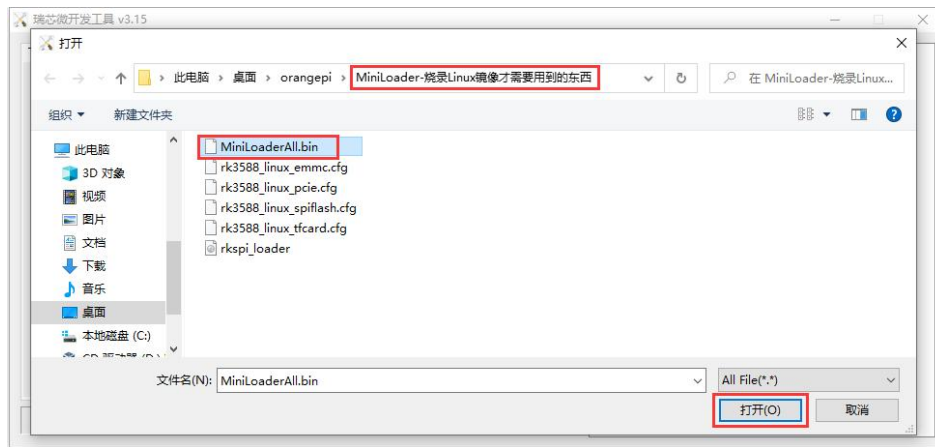 瑞芯微开发工具 v3.15
打开
此电脑 › 桌面 › orangepi › MiniLoader-烧录Linux镜像才需要用到的东西
在 MiniLoader-烧录Linux...
组织 新建文件夹
此电脑
3D 对象
视频
图片
文档
下载
音乐
桌面
本地磁盘 (C:)
MiniLoaderAll.bin
rk3588_linux_emmc.cfg
rk3588_linux_pcie.cfg
rk3588_linux_spiflash.cfg
rk3588_linux_tfcard.cfg
rkspi_loader
文件名(N): MiniLoaderAll.bin
All File(*.*)
打开(O) 取消